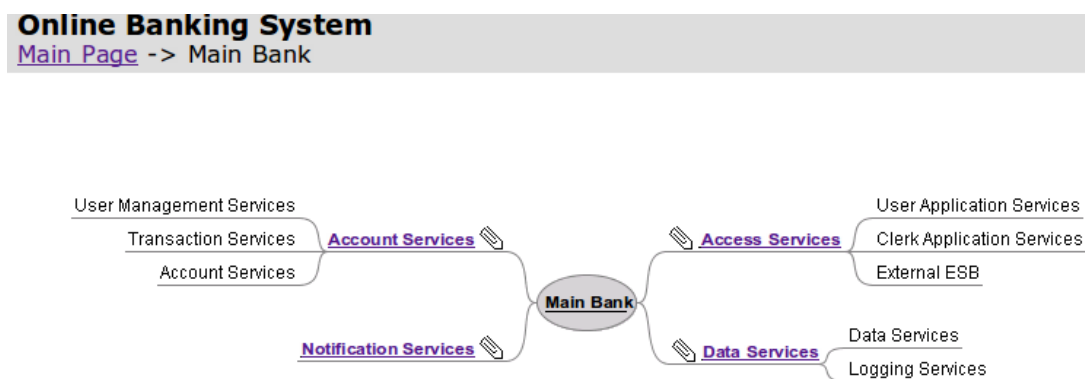 Online Banking System
Main Page -> Main Bank
User Management Services
Transaction Services
Account Services
Account Services
Notification Services
Main Bank
Access Services
User Application Services
Clerk Application Services
External ESB
Data Services
Data Services
Logging Services